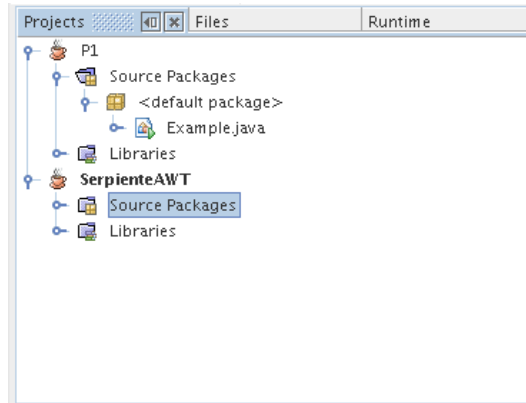 Projects Files Runtime
P1
Source Packages
<default package>
Example.java
Libraries
SerpienteAWT
Source Packages
Libraries